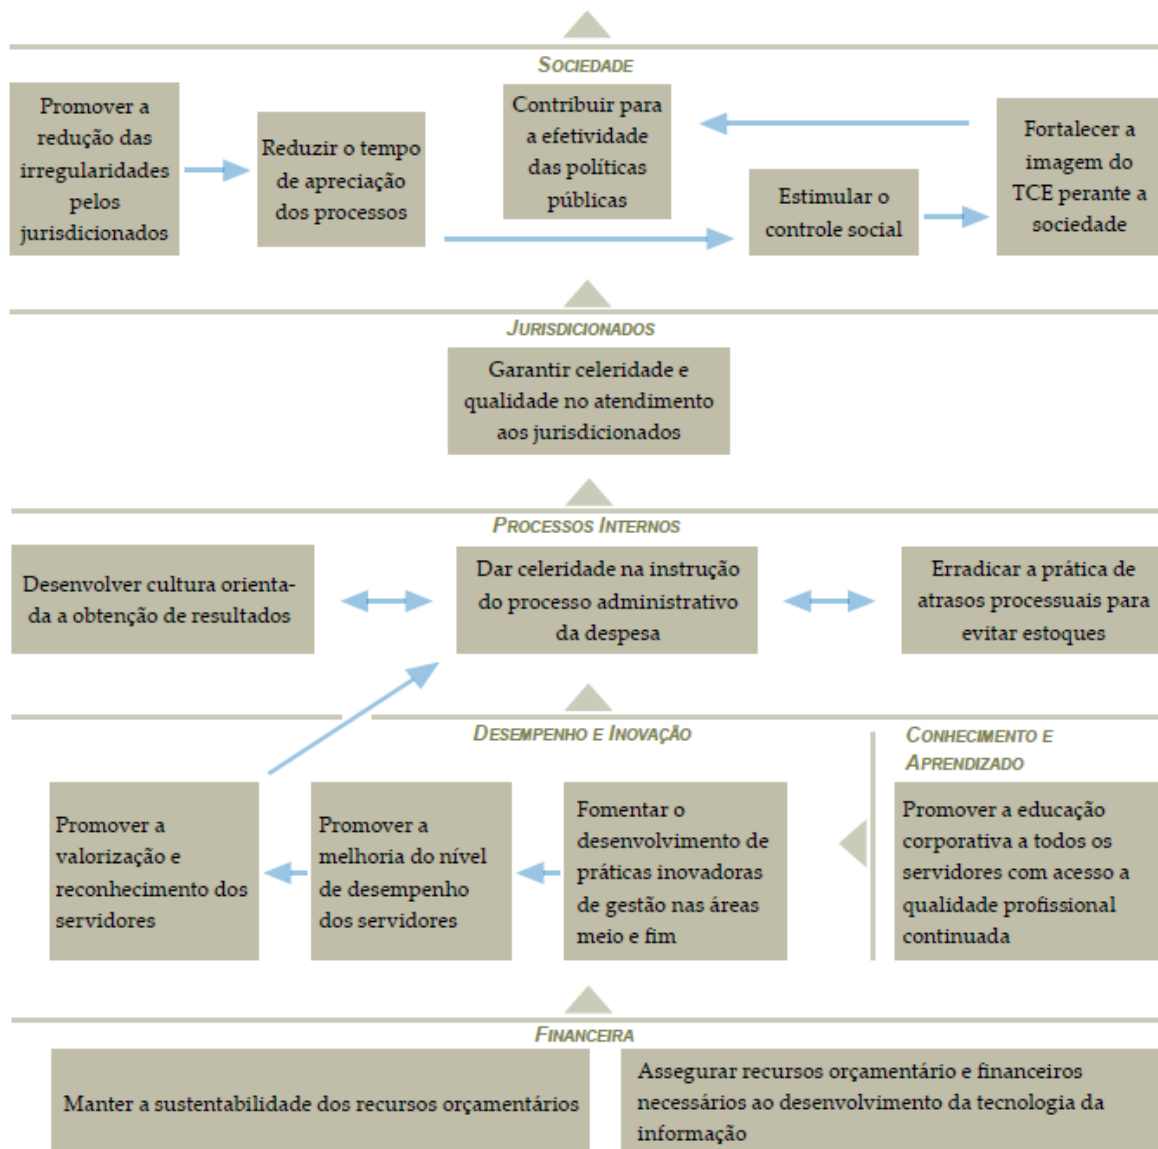 SOCIEDADE
Promover a
redução das
irregularidades
pelos
jurisdicionados
Reduzir o tempo
de apreciação
dos processos
Contribuir para
a efetividade
das políticas
públicas
Estimular o
controle social
Fortalecer a
imagem do
TCE perante a
sociedade
JURISDICIONADOS
Garantir celeridade e
qualidade no atendimento
aos jurisdicionados
PROCESSOS INTERNOS
Desenvolver cultura orienta-
da a obtenção de resultados
Dar celeridade na instrução
do processo administrativo
da despesa
Erradicar a prática de
atrasos processuais para
evitar estoques
DESEMPENHO E INOVAÇÃO
Promover a
valorização e
reconhecimento dos
servidores
Promover a
melhoria do nível
de desempenho
dos servidores
Fomentar o
desenvolvimento de
práticas inovadoras
de gestão nas áreas
meio e fim
CONHECIMENTO E
APRENDIZADO
Promover a educação
corporativa a todos os
servidores com acesso a
qualidade profissional
continuada
FINANCEIRA
Manter a sustentabilidade dos recursos orçamentários
Assegurar recursos orçamentário e financeiros
necessários ao desenvolvimento da tecnologia da
informação